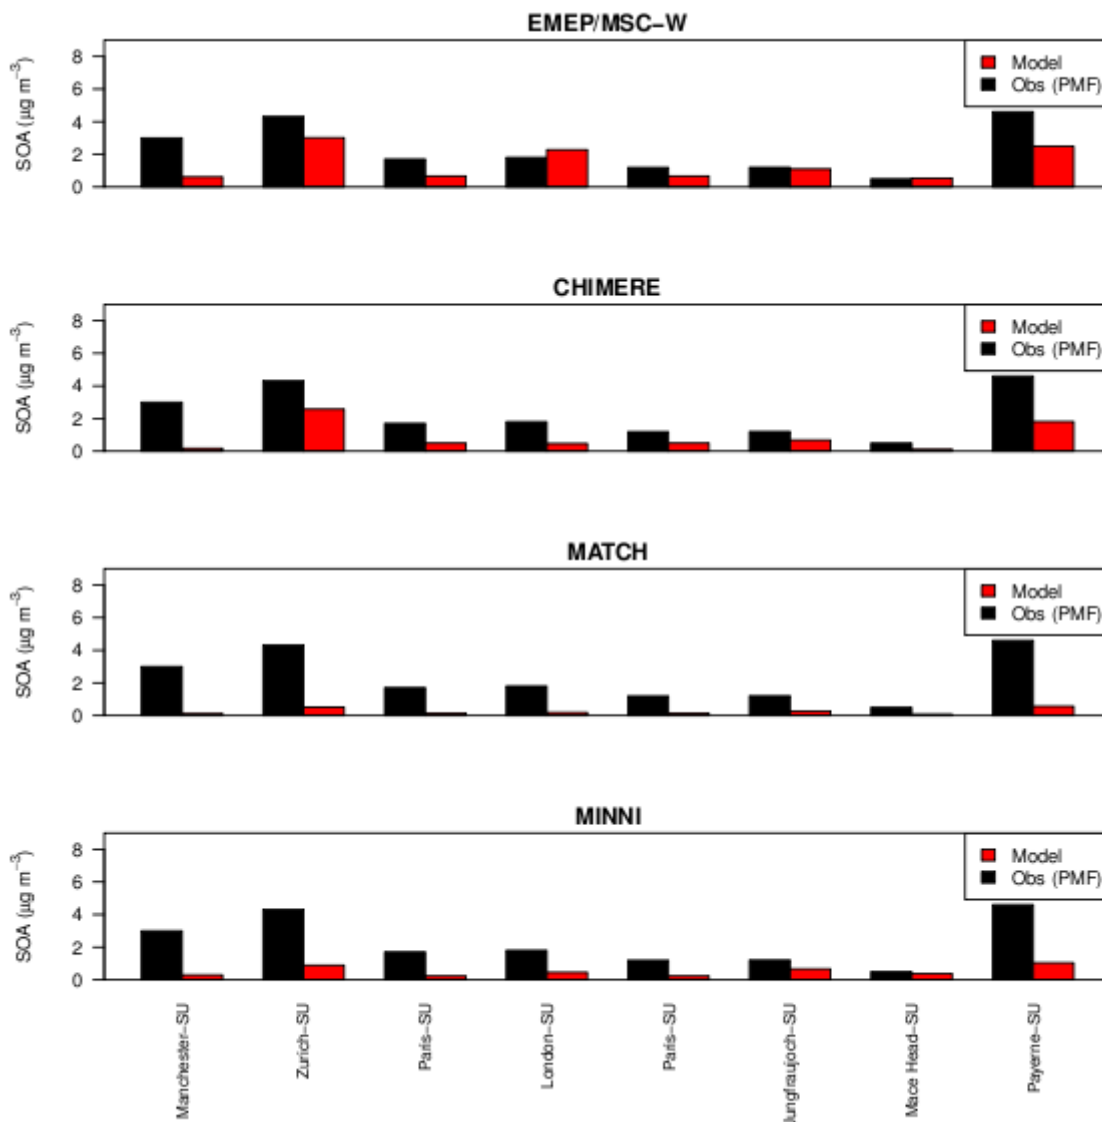 EMEP/MSC−W
SOA (µg m−3)
8
6
4
2
0
Model
Obs (PMF)
CHIMERE
SOA (µg m−3)
8
6
4
2
0
Model
Obs (PMF)
MATCH
SOA (µg m−3)
8
6
4
2
0
Model
Obs (PMF)
MINNI
SOA (µg m−3)
8
6
4
2
0
Model
Obs (PMF)
Manchester−SU
Zurich−SU
Paris−SU
London−SU
Paris−SU
Jungfraujoch−SU
Mace Head−SU
Payerne−SU